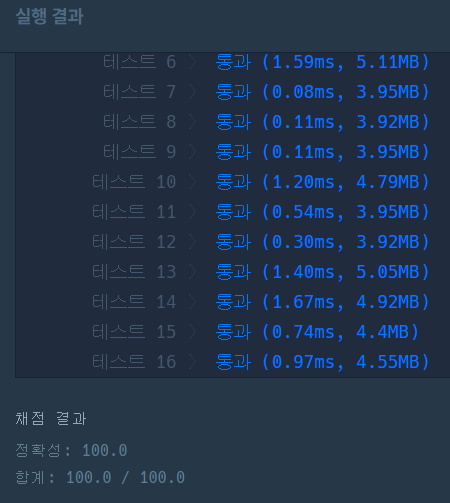 실행 결과
테스트 6 〉 통과 (1.59ms, 5.11MB)
테스트 7 〉 통과 (0.08ms, 3.95MB)
테스트 8 〉 통과 (0.11ms, 3.92MB)
테스트 9 〉 통과 (0.11ms, 3.95MB)
테스트 10 〉 통과 (1.20ms, 4.79MB)
테스트 11 〉 통과 (0.54ms, 3.95MB)
테스트 12 〉 통과 (0.30ms, 3.92MB)
테스트 13 〉 통과 (1.40ms, 5.05MB)
테스트 14 〉 통과 (1.67ms, 4.92MB)
테스트 15 〉 통과 (0.74ms, 4.4MB)
테스트 16 〉 통과 (0.97ms, 4.55MB)
채점 결과
정확성: 100.0
합계: 100.0 / 100.0